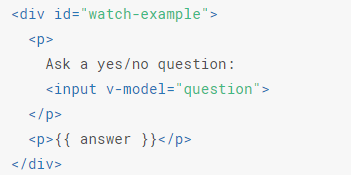 <div id="watch-example">
  <p>
    Ask a yes/no question:
    <input v-model="question">
  </p>
  <p>{{ answer }}</p>
</div>